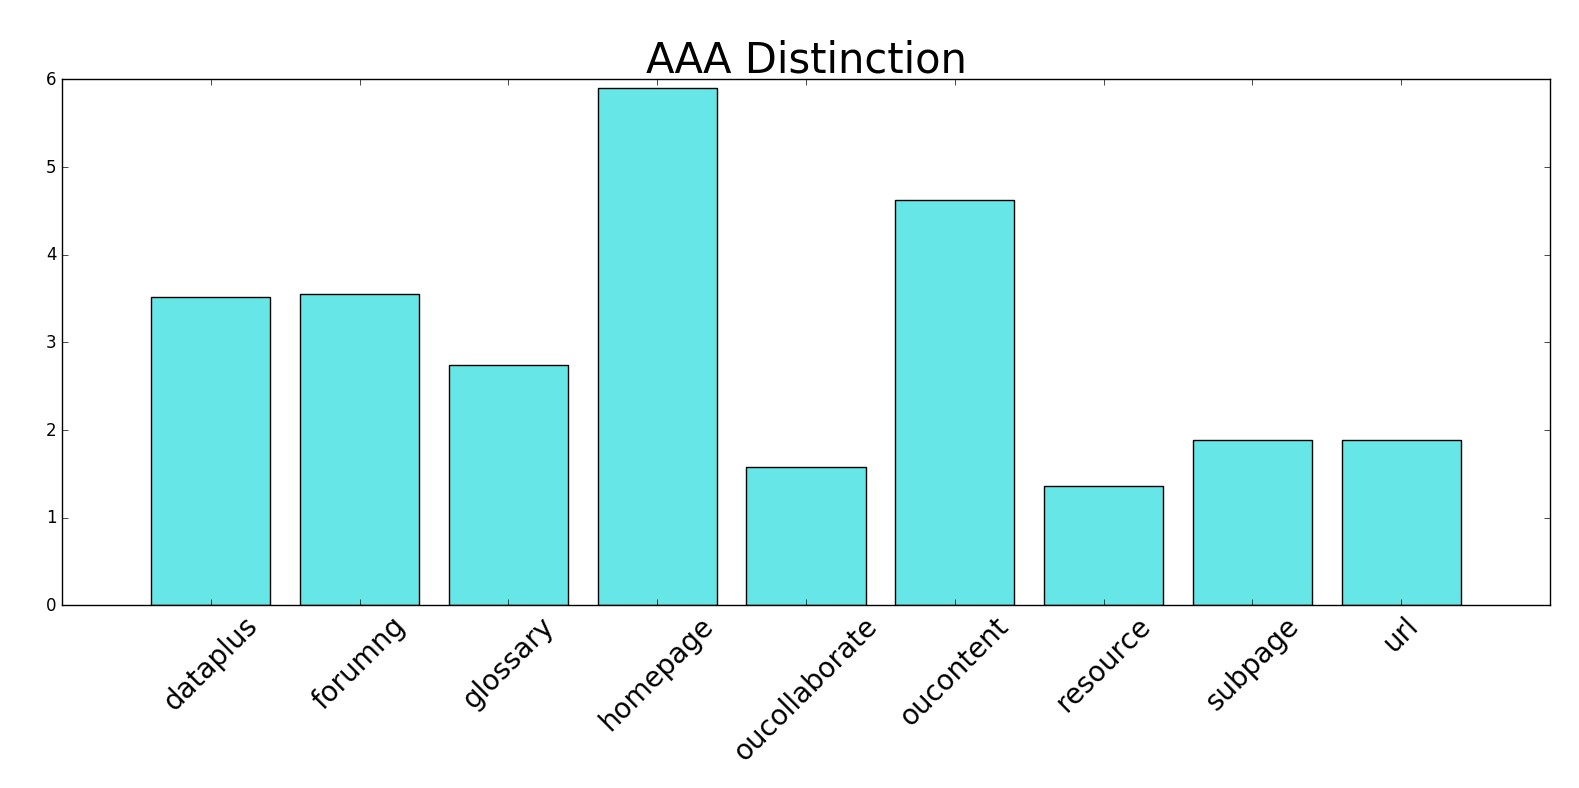 AAA Distinction
6
5
4
3
2
1
0
dataplus
forumng
glossary
homepage
oucollaborate
oucontent
resource
subpage
url